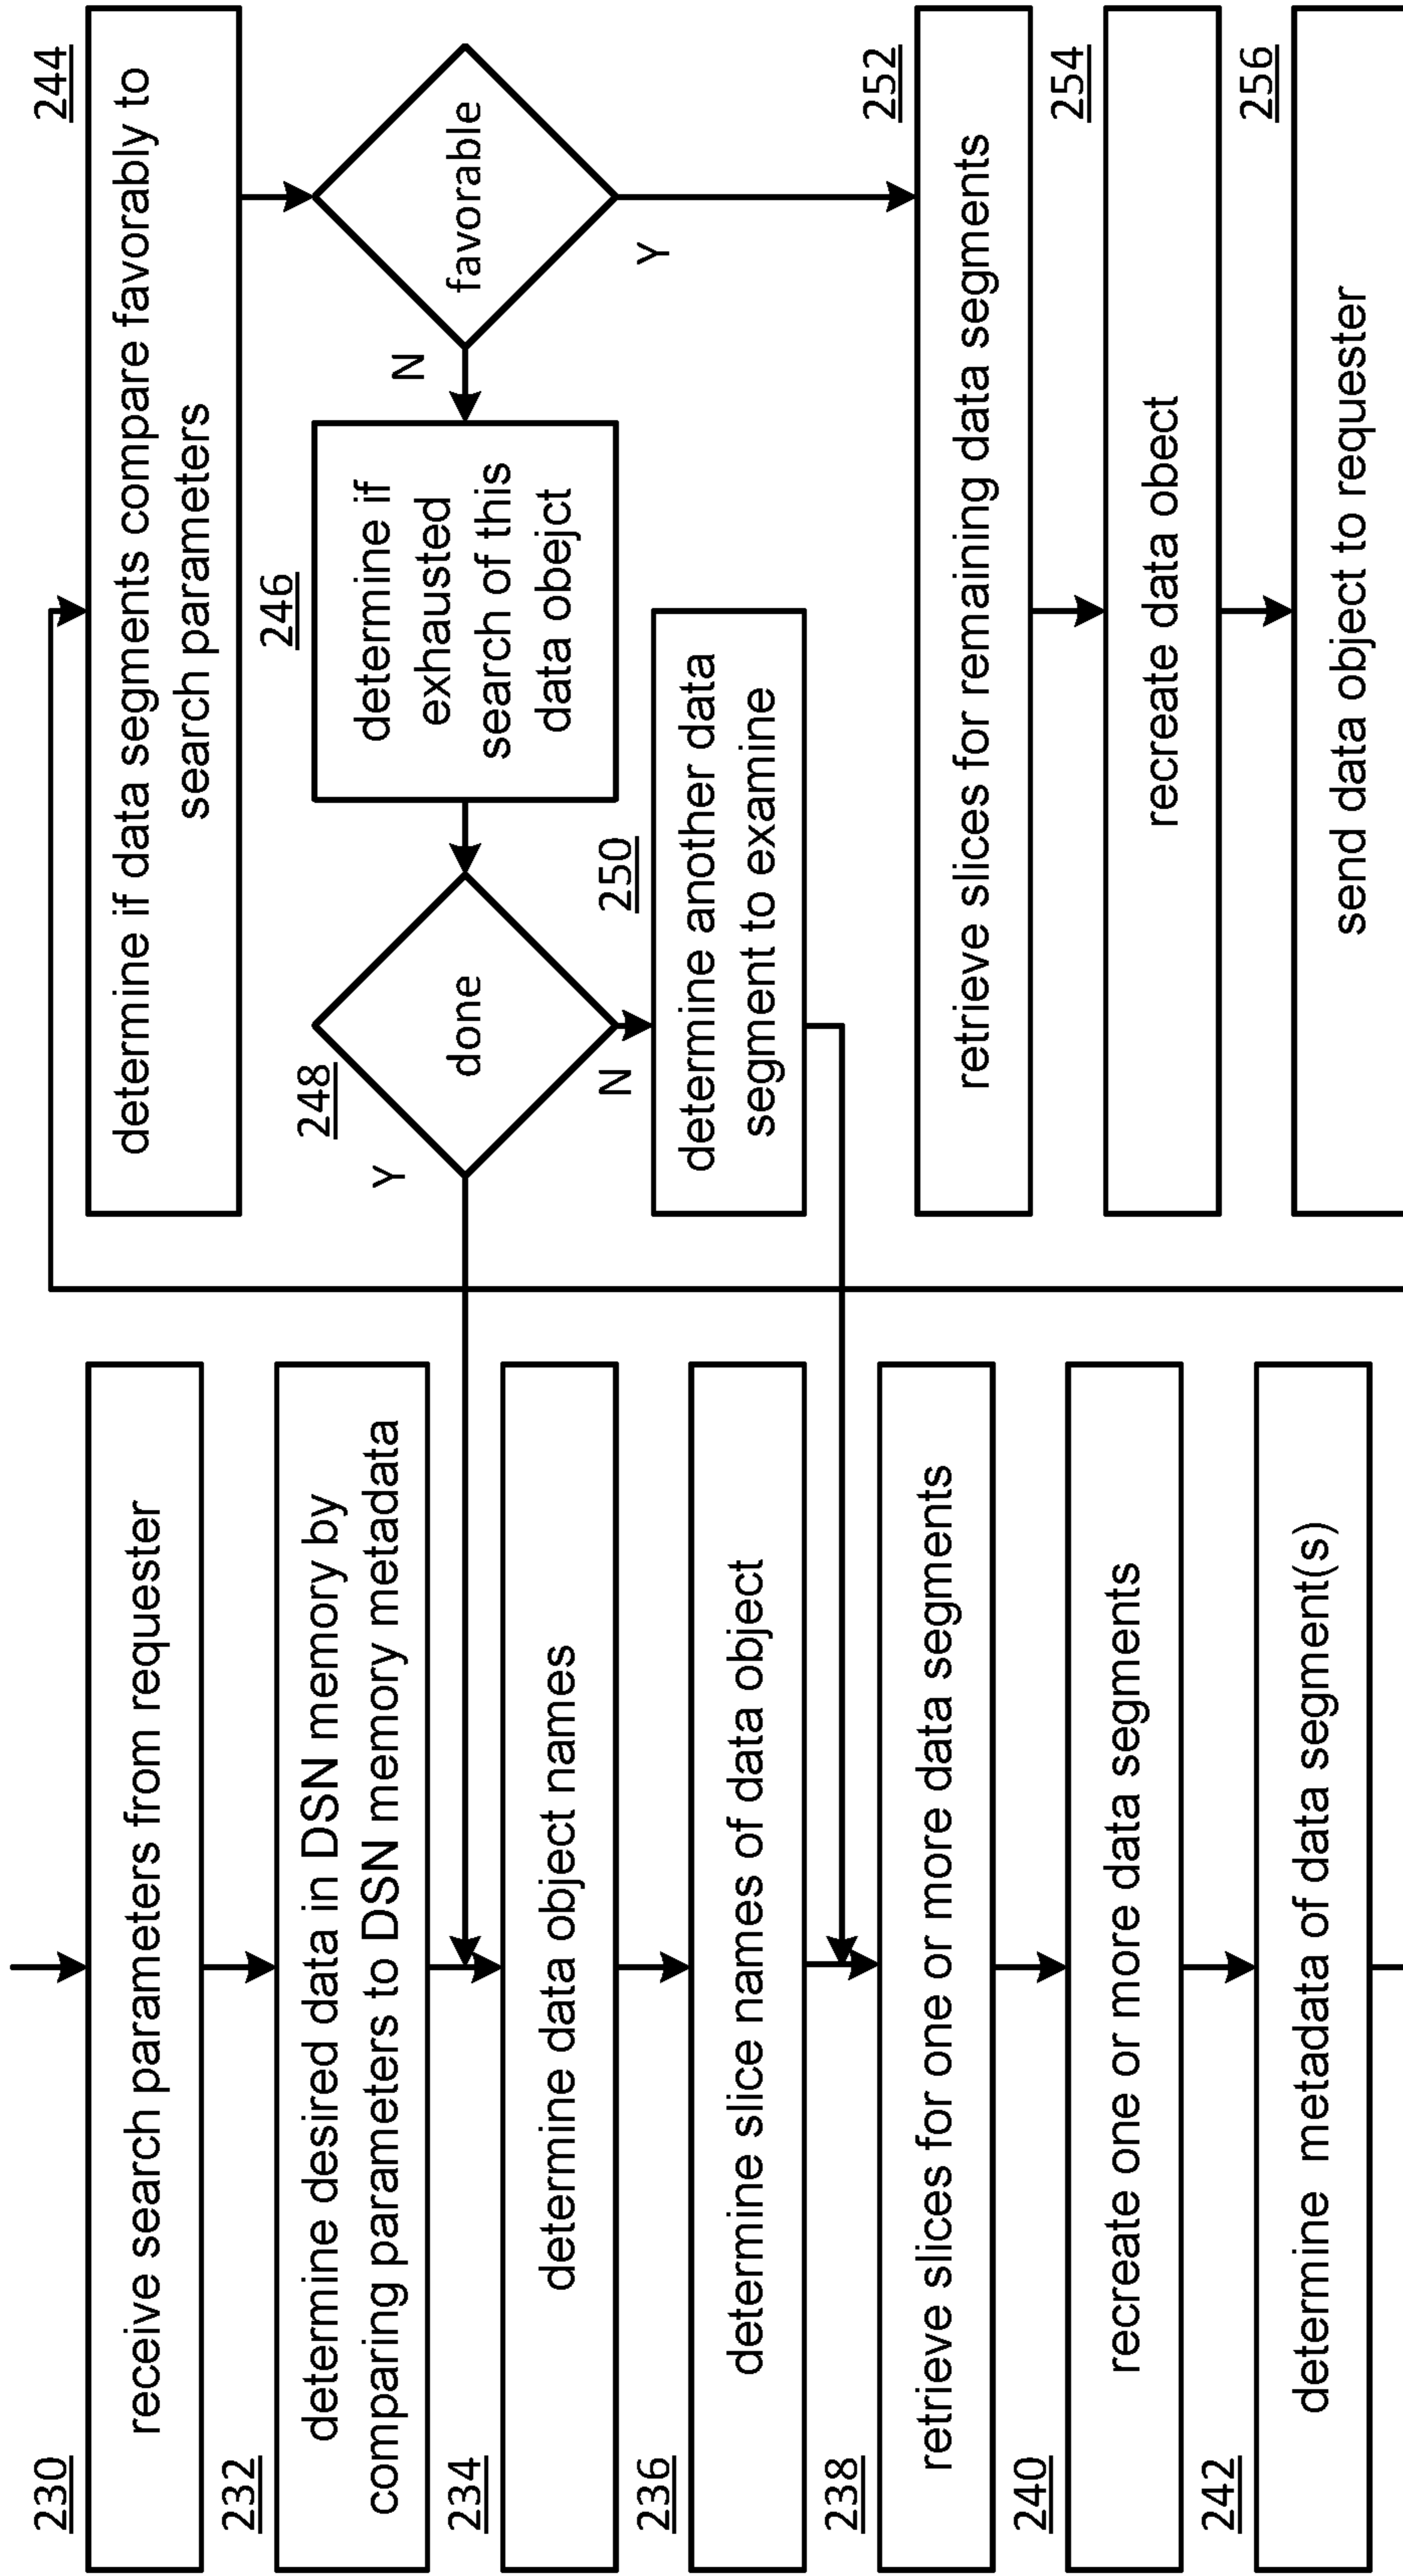 230
receive search parameters from requester
232
determine desired data in DSN memory by
comparing parameters to DSN memory metadata
234
determine data object names
236
determine slice names of data object
238
retrieve slices for one or more data segments
240
recreate one or more data segments
242
determine  metadata of data segment(s)
244
determine if data segments compare favorably to
search parameters
favorable
N
Y
246
determine if
exhausted
search of this
data obejct
248
done
Y
N
250
determine another data
segment to examine
252
retrieve slices for remaining data segments
254
recreate data obect
256
send data object to requester